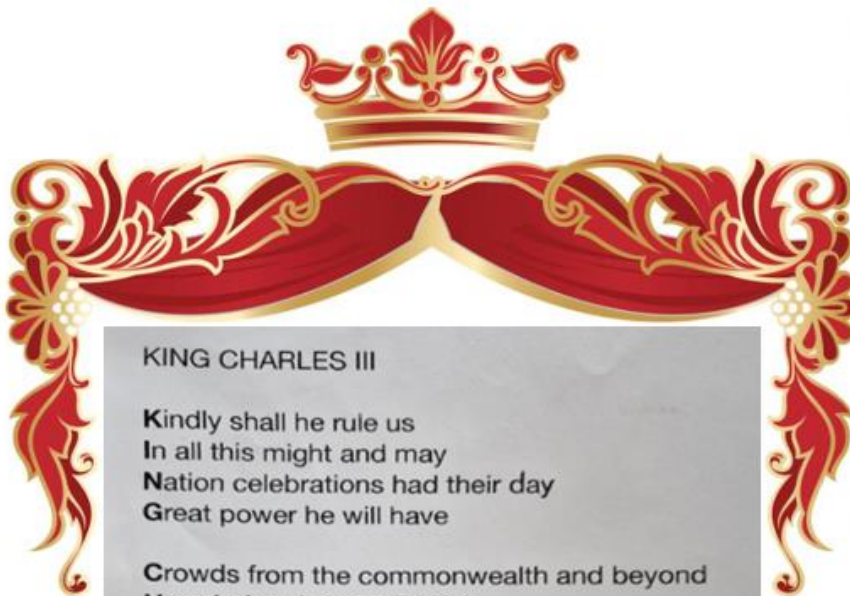 KING CHARLES III
Kindly shall he rule us
In all this might and may
Nation celebrations had their day
Great power he will have
Crowds from the commonwealth and beyond